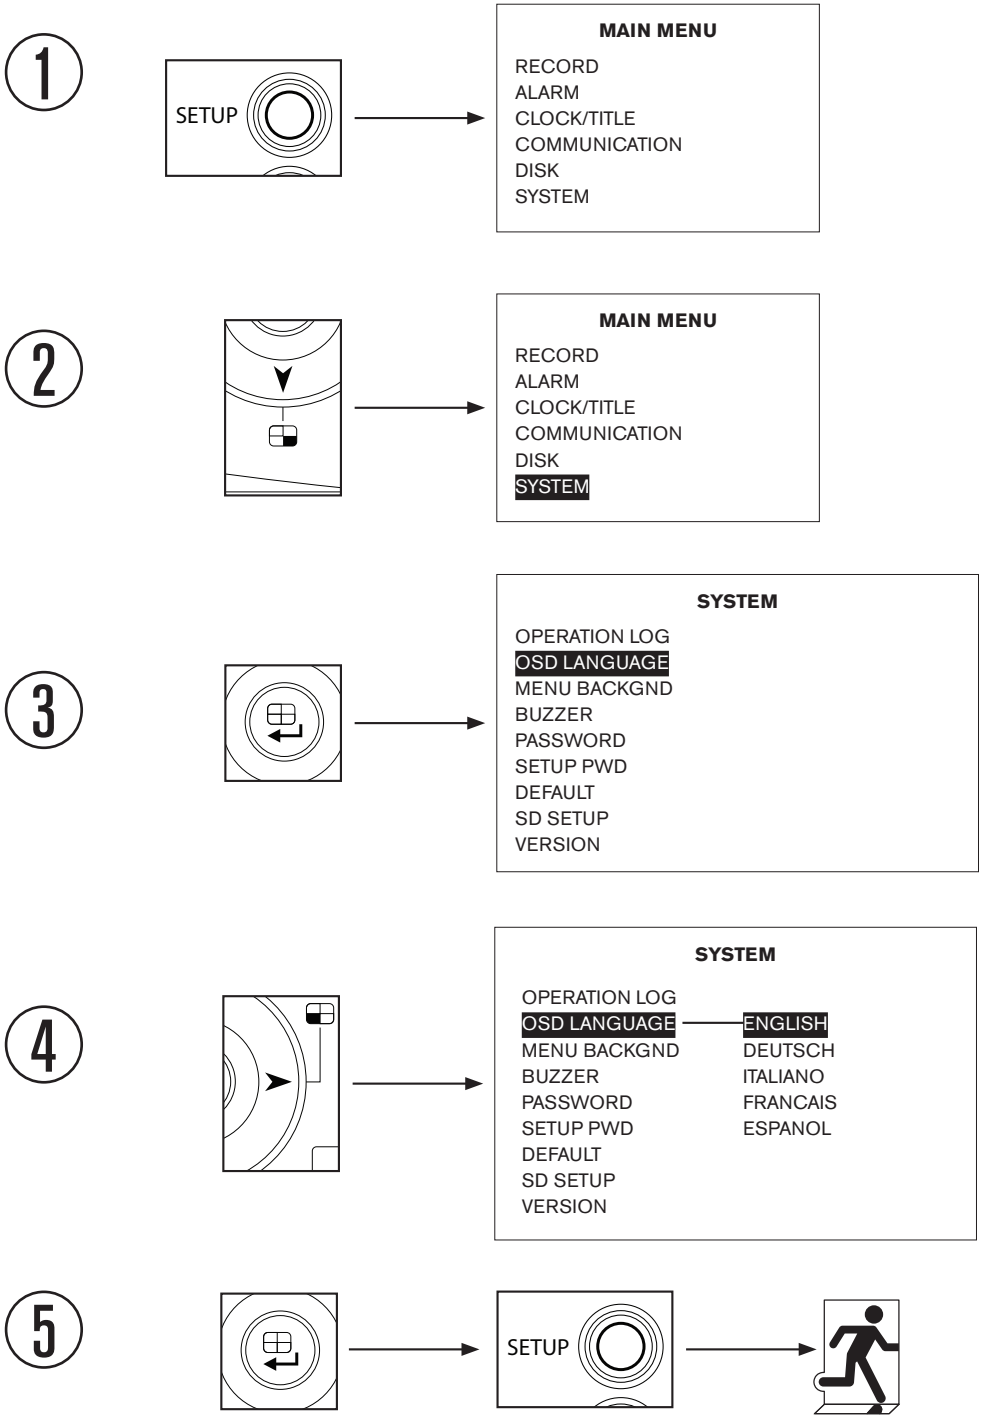 1
SETUP
MAIN MENU
RECORD
ALARM
CLOCK/TITLE
COMMUNICATION
DISK
SYSTEM
2
MAIN MENU
RECORD
ALARM
CLOCK/TITLE
COMMUNICATION
DISK
SYSTEM
3
SYSTEM
OPERATION LOG
OSD LANGUAGE
MENU BACKGND
BUZZER
PASSWORD
SETUP PWD
DEFAULT
SD SETUP
VERSION
4
SYSTEM
OPERATION LOG
OSD LANGUAGE ENGLISH
MENU BACKGND DEUTSCH
BUZZER ITALIANO
PASSWORD FRANCAIS
SETUP PWD ESPANOL
DEFAULT
SD SETUP
VERSION
5
SETUP